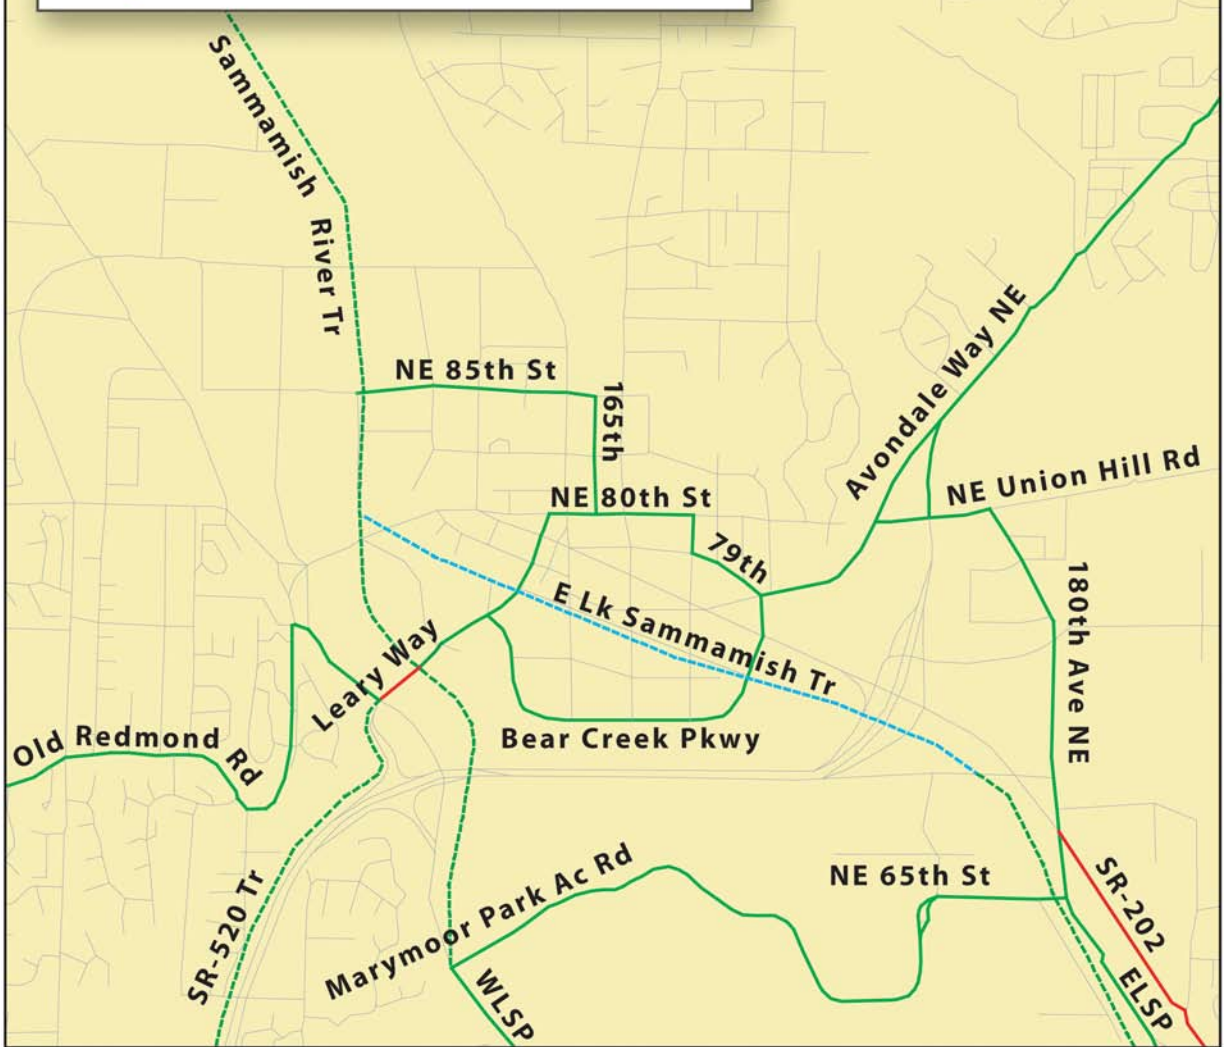 Sammamish River Tr
NE 85th St
165th
Avondale Way NE
NE Union Hill Rd
NE 80th St
79th
E Lk Sammamish Tr
180th Ave NE
Leary Way
Old Redmond Rd
Bear Creek Pkwy
SR-520 Tr
Marymoor Park Ac Rd
NE 65th St
SR-202
WLSP
ELSP